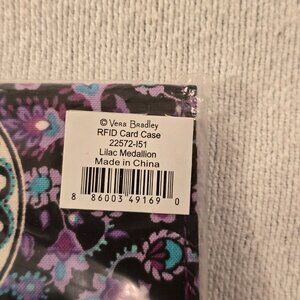 © Vera Bradley
RFID Card Case
22572-I51
Lilac Medallion
Made in China
8 86003 49169 0